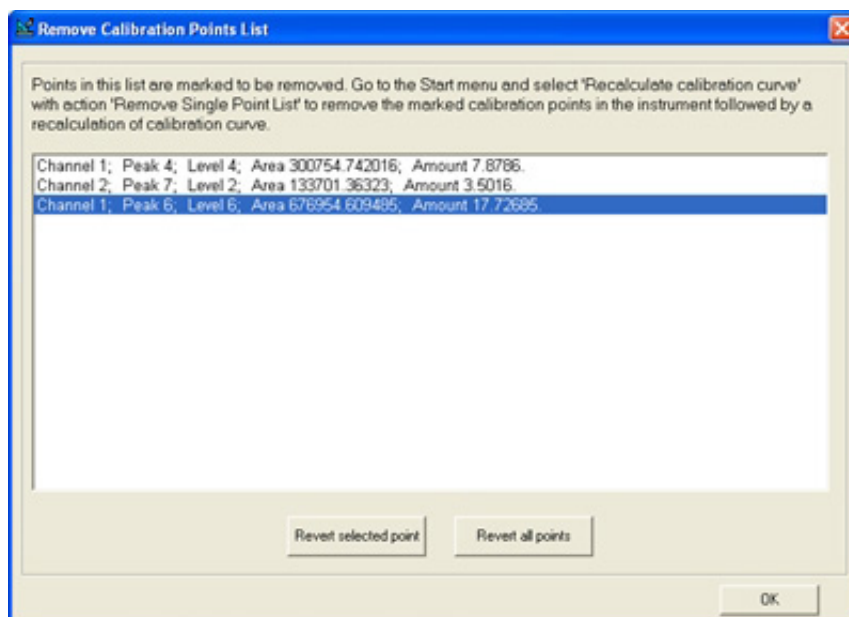 Remove Calibration Points List
Points in this list are marked to be removed. Go to the Start menu and select 'Recalculate calibration curve'
with action 'Remove Single Point List' to remove the marked calibration points in the instrument followed by a
recalculation of calibration curve.
Channel 1; Peak 4; Level 4; Area 300754.742016; Amount 7.8786.
Channel 2; Peak 7; Level 2; Area 133701.36323; Amount 3.5016.
Channel 1; Peak 6; Level 6; Area 676954.609485; Amount 17.72685.
Revert selected point
Revert all points
OK